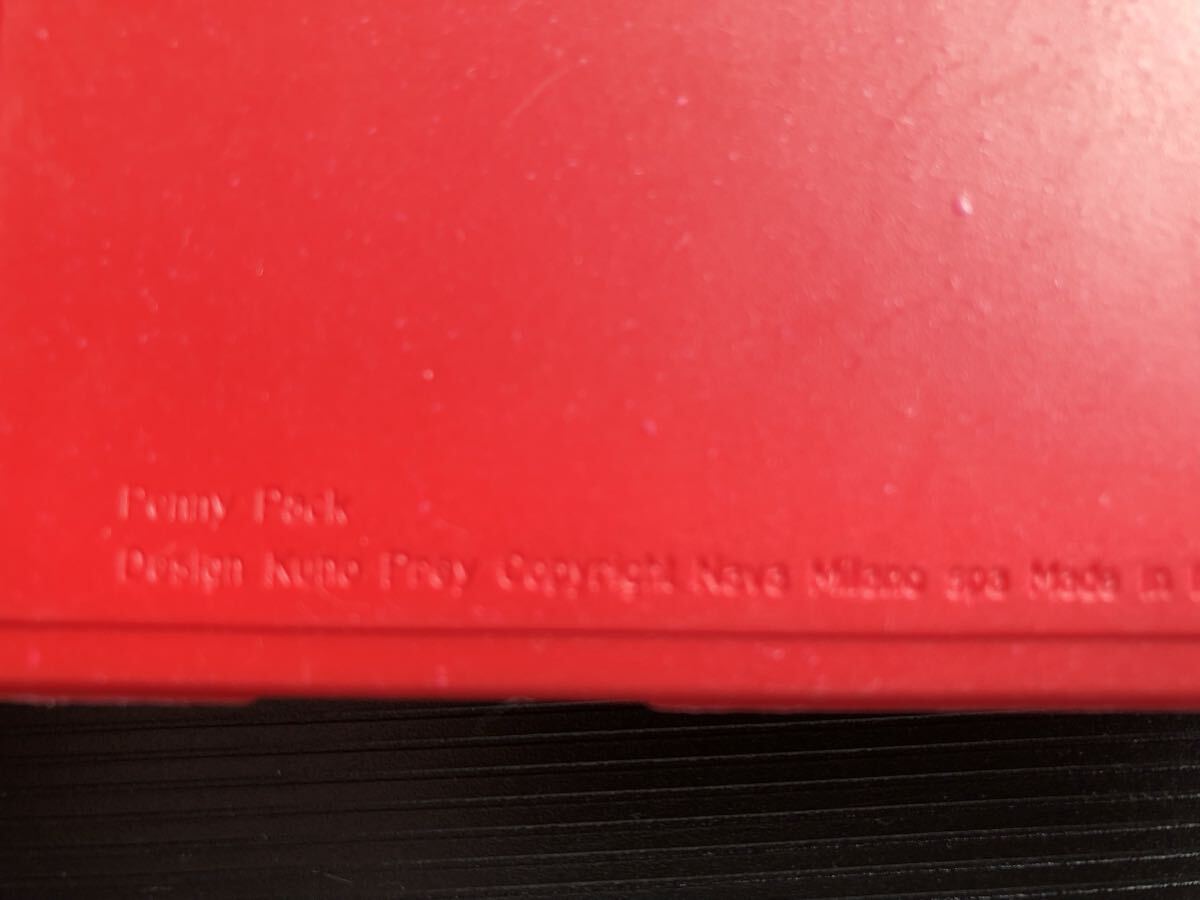 Penny Pack
Design Kuno Prey Copyright Nava Milano spa Made in